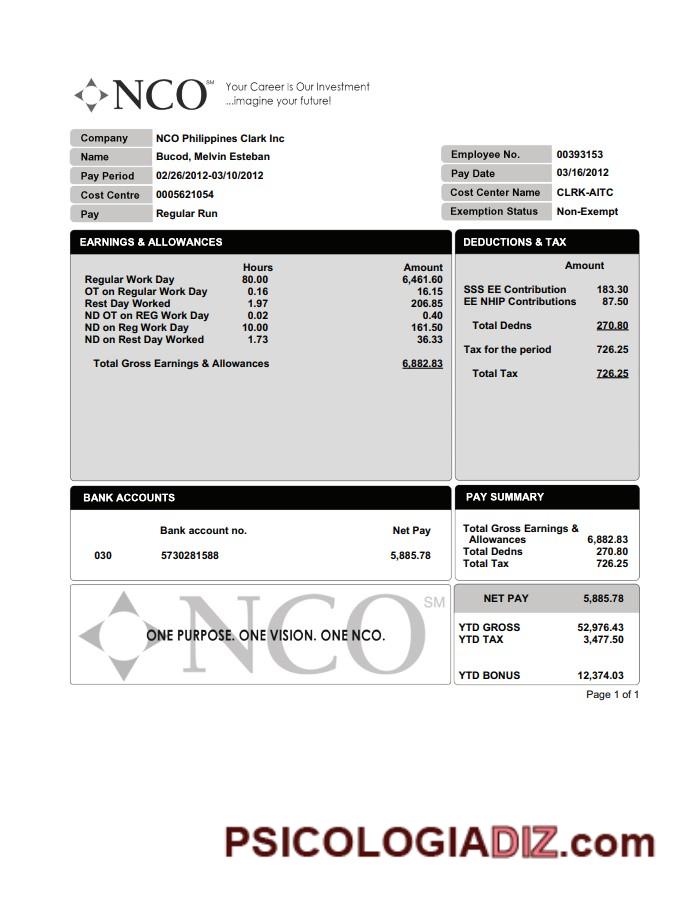 NCO SM
Your Career Is Our Investment
...imagine your future!
Company NCO Philippines Clark Inc
Name Bucod, Melvin Esteban
Pay Period 02/26/2012-03/10/2012
Cost Centre 0005621054
Pay Regular Run
Employee No. 00393153
Pay Date 03/16/2012
Cost Center Name CLRK-AITC
Exemption Status Non-Exempt
EARNINGS & ALLOWANCES
Hours Amount
Regular Work Day 80.00 6,461.60
OT on Regular Work Day 0.16 16.15
Rest Day Worked 1.97 206.85
ND OT on REG Work Day 0.02 0.40
ND on Reg Work Day 10.00 161.50
ND on Rest Day Worked 1.73 36.33
Total Gross Earnings & Allowances 6,882.83
DEDUCTIONS & TAX
Amount
SSS EE Contribution 183.30
EE NHIP Contributions 87.50
Total Dedns 270.80
Tax for the period 726.25
Total Tax 726.25
BANK ACCOUNTS
Bank account no. Net Pay
030 5730281588 5,885.78
PAY SUMMARY
Total Gross Earnings &
Allowances 6,882.83
Total Dedns 270.80
Total Tax 726.25
NCO SM
ONE PURPOSE. ONE VISION. ONE NCO.
NET PAY 5,885.78
YTD GROSS 52,976.43
YTD TAX 3,477.50
YTD BONUS 12,374.03
Page 1 of 1
PSICOLOGIADIZ.com